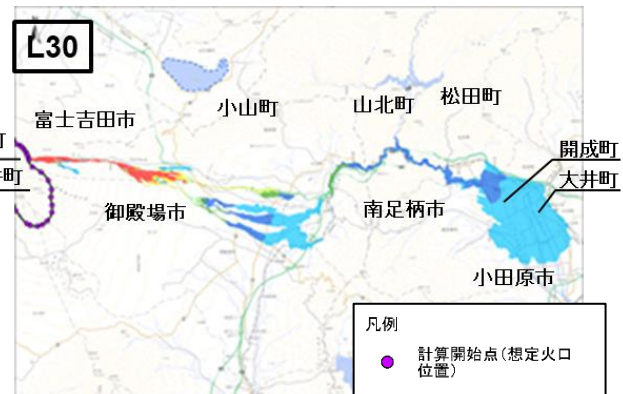 L30
小山町
山北町
松田町
富士吉田市
町
町
開成町
大井町
御殿場市
南足柄市
小田原市
凡例
計算開始点(想定火口
位置)